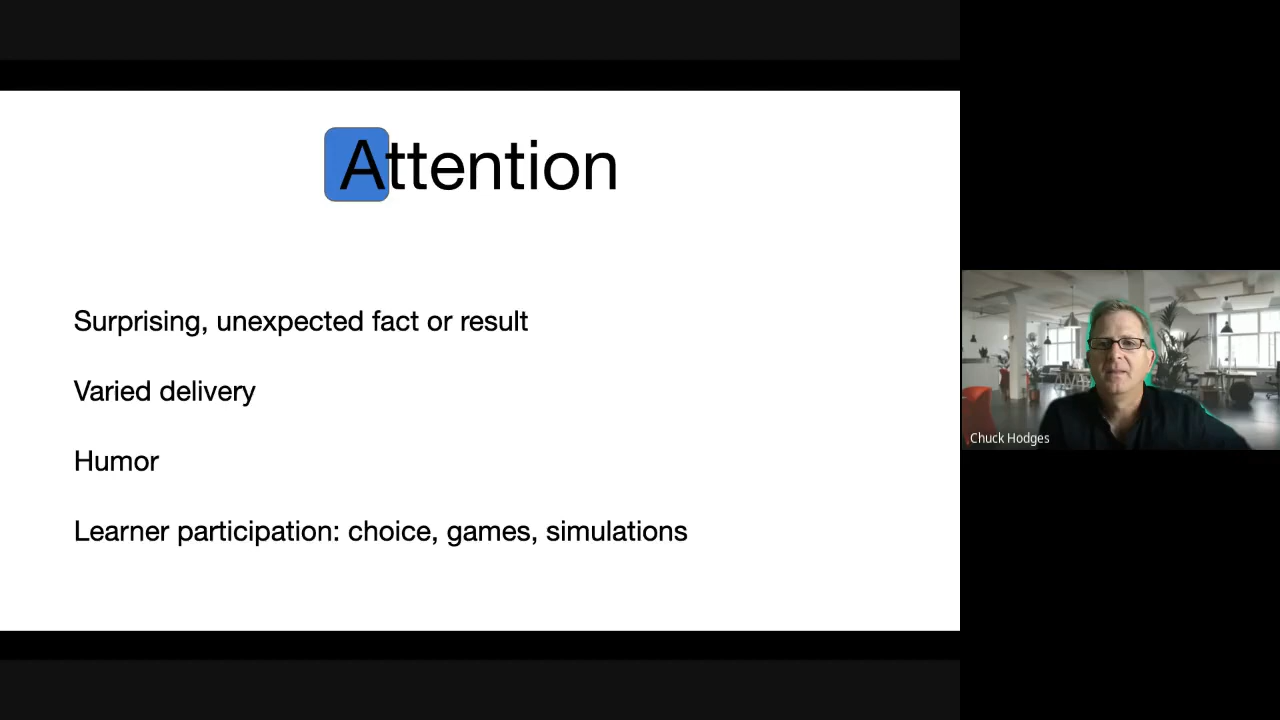 Attention
Surprising, unexpected fact or result
Varied delivery
Humor
Learner participation: choice, games, simulations
Chuck Hodges